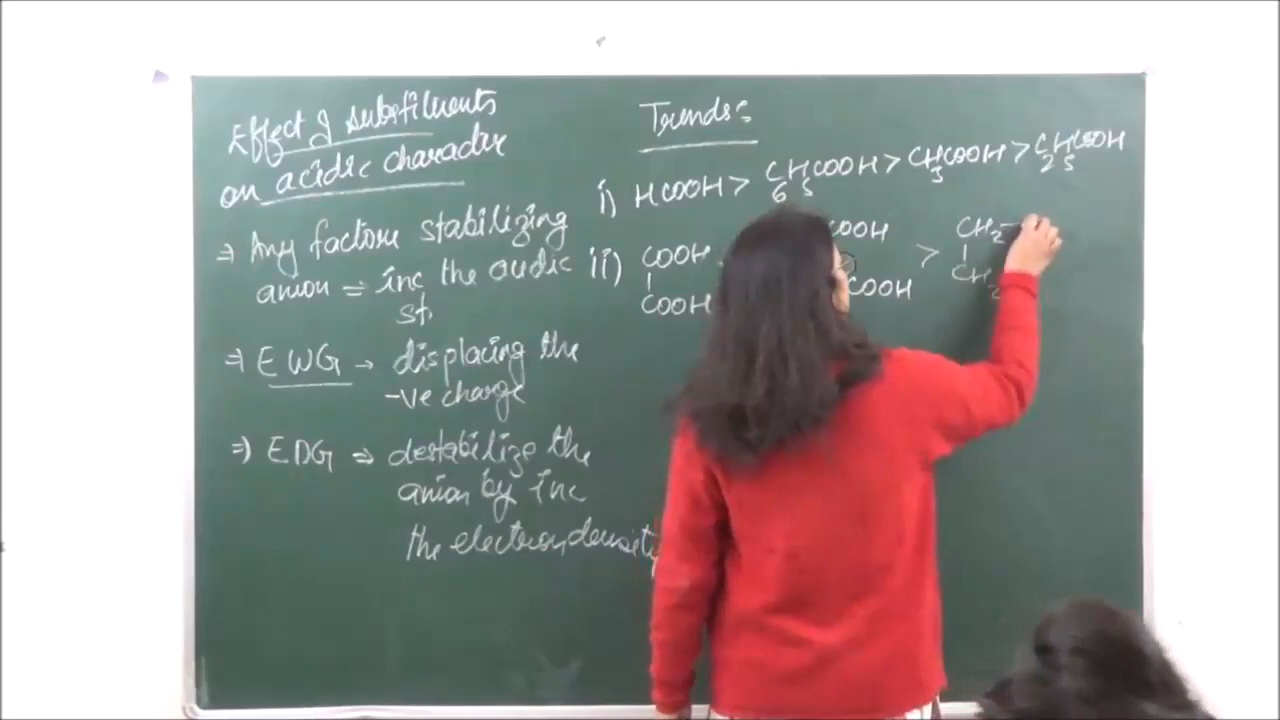 Effect of substituents
on acidic character
⇒ Any factors stabilizing
anion = inc the acidic
st.
⇒ EWG → displacing the
-ve charge
⇒ EDG ⇒ destabilize the
anion by inc
the electron density
Trends:
i) HCOOH > C6H5COOH > CH3COOH > C2H5COOH
ii) COOH COOH > CH2-
COOH COOH CH2